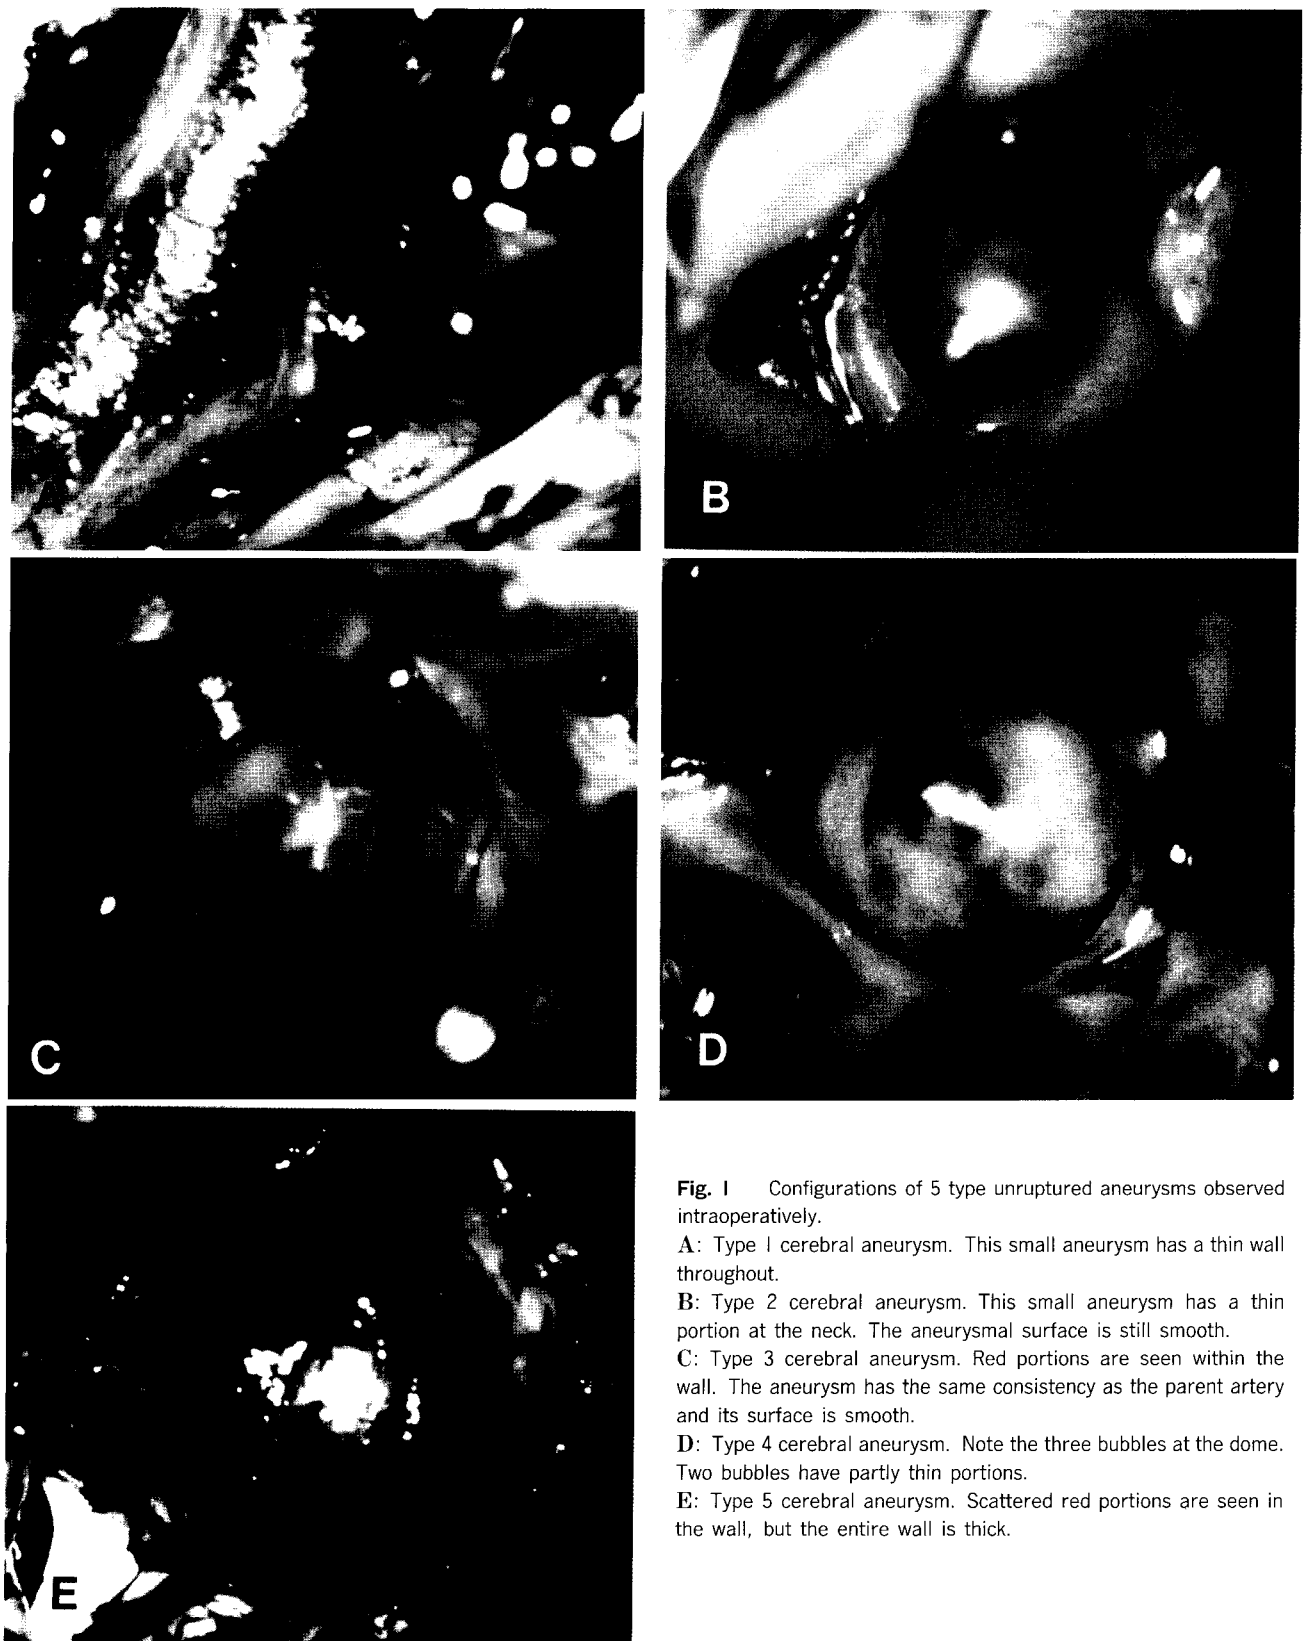 A
B
C
D
E
Fig. I Configurations of 5 type unruptured aneurysms observed
intraoperatively.
A: Type I cerebral aneurysm. This small aneurysm has a thin wall
throughout.
B: Type 2 cerebral aneurysm. This small aneurysm has a thin
portion at the neck. The aneurysmal surface is still smooth.
C: Type 3 cerebral aneurysm. Red portions are seen within the
wall. The aneurysm has the same consistency as the parent artery
and its surface is smooth.
D: Type 4 cerebral aneurysm. Note the three bubbles at the dome.
Two bubbles have partly thin portions.
E: Type 5 cerebral aneurysm. Scattered red portions are seen in
the wall, but the entire wall is thick.